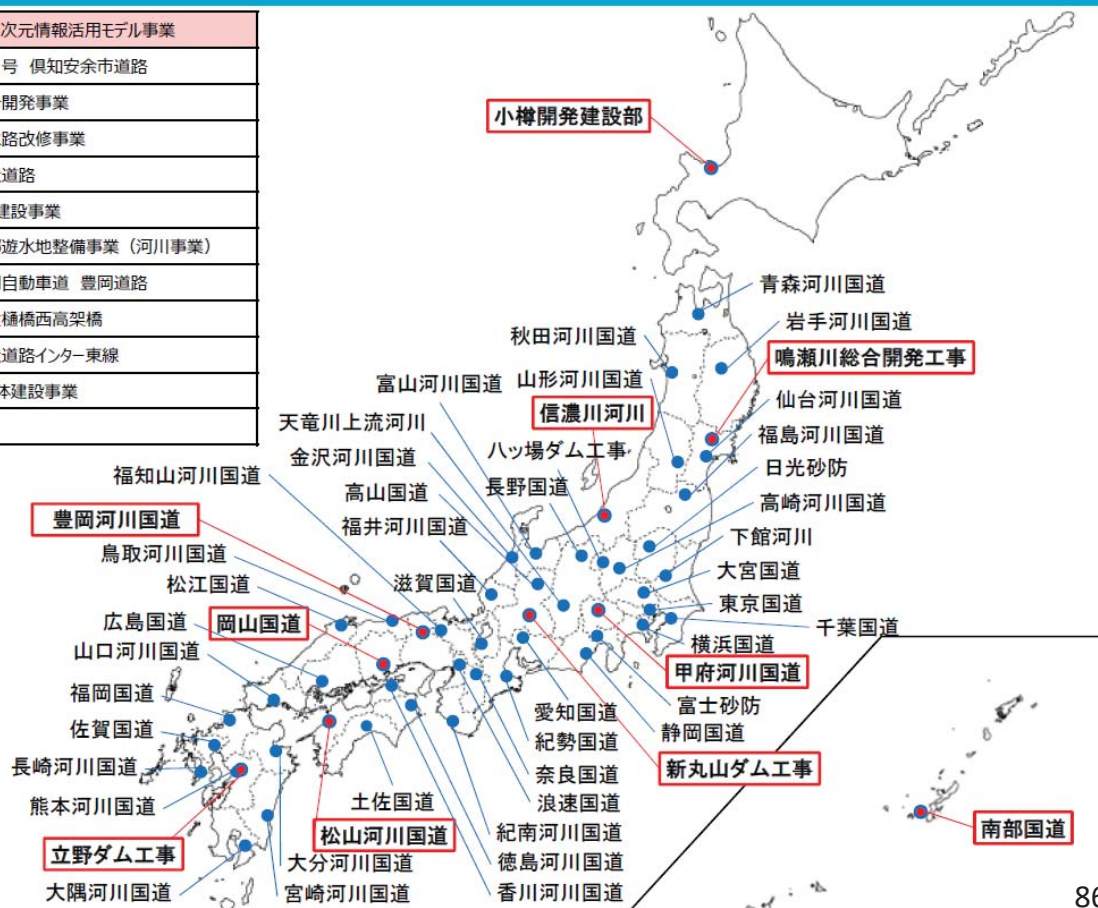 次元情報活用モデル事業
号 倶知安余市道路
開発事業
路改修事業
道路
建設事業
遊水地整備事業（河川事業）
自動車道 豊岡道路
樋橋西高架橋
道路インター東線
体建設事業
小樽開発建設部
青森河川国道
岩手河川国道
秋田河川国道
鳴瀬川総合開発工事
富山河川国道
山形河川国道
仙台河川国道
天竜川上流河川
信濃川河川
福島河川国道
金沢河川国道
八ッ場ダム工事
日光砂防
福知山河川国道
高山国道
長野国道
高崎河川国道
豊岡河川国道
福井河川国道
下館河川
鳥取河川国道
滋賀国道
大宮国道
松江国道
東京国道
広島国道
岡山国道
千葉国道
山口河川国道
横浜国道
甲府河川国道
福岡国道
愛知国道
富士砂防
佐賀国道
紀勢国道
静岡国道
長崎河川国道
奈良国道
新丸山ダム工事
熊本河川国道
土佐国道
浪速国道
松山河川国道
紀南河川国道
南部国道
立野ダム工事
大分河川国道
徳島河川国道
大隅河川国道
宮崎河川国道
香川河川国道
86